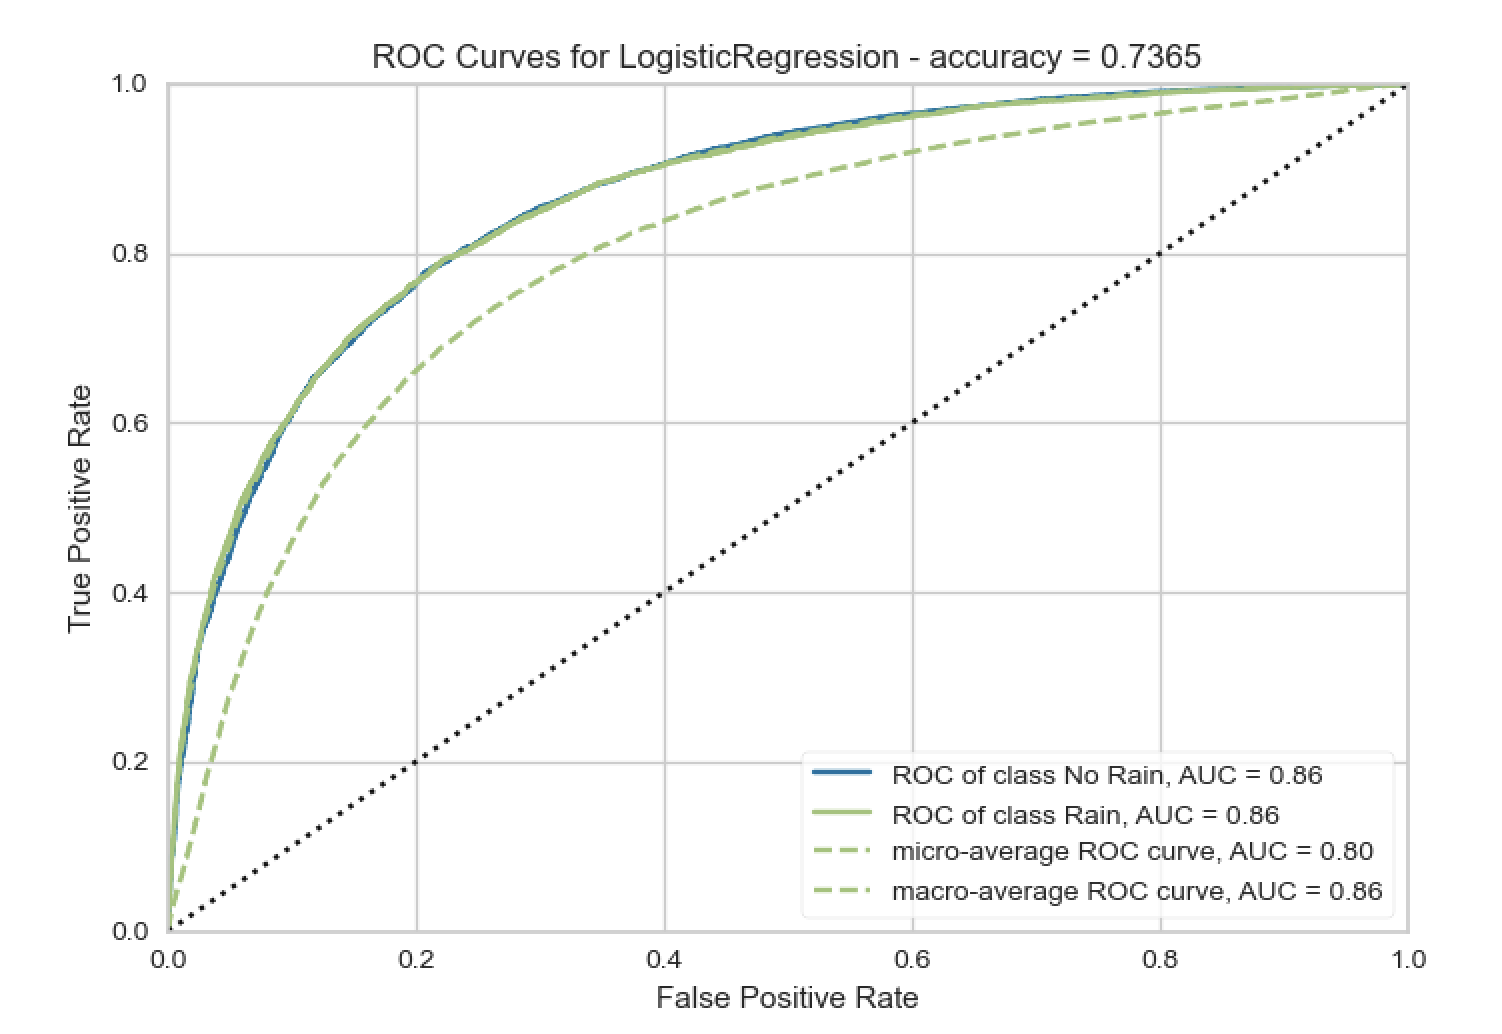 ROC Curves for LogisticRegression - accuracy = 0.7365
1.0
0.8
0.6
0.4
0.2
0.0
True Positive Rate
ROC of class No Rain, AUC = 0.86
ROC of class Rain, AUC = 0.86
micro-average ROC curve, AUC = 0.80
macro-average ROC curve, AUC = 0.86
0.0 0.2 0.4 0.6 0.8 1.0
False Positive Rate